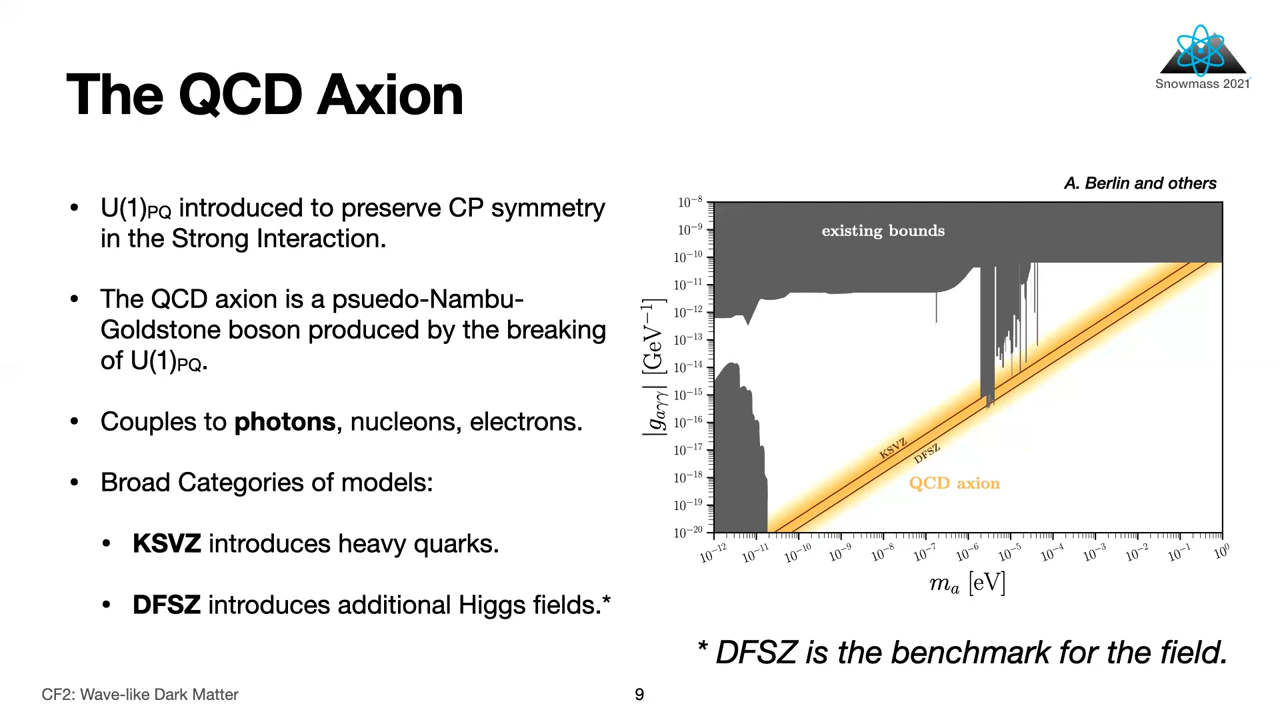 The QCD Axion
Snowmass 2021
• U(1)PQ introduced to preserve CP symmetry
in the Strong Interaction.
• The QCD axion is a psuedo-Nambu-
Goldstone boson produced by the breaking
of U(1)PQ.
• Couples to photons, nucleons, electrons.
• Broad Categories of models:
• KSVZ introduces heavy quarks.
• DFSZ introduces additional Higgs fields.*
A. Berlin and others
existing bounds
KSVZ
DFSZ
QCD axion
|gaγγ| [GeV⁻¹]
10⁻⁸
10⁻⁹
10⁻¹⁰
10⁻¹¹
10⁻¹²
10⁻¹³
10⁻¹⁴
10⁻¹⁵
10⁻¹⁶
10⁻¹⁷
10⁻¹⁸
10⁻¹⁹
10⁻²⁰
10⁻¹² 10⁻¹¹ 10⁻¹⁰ 10⁻⁹ 10⁻⁸ 10⁻⁷ 10⁻⁶ 10⁻⁵ 10⁻⁴ 10⁻³ 10⁻² 10⁻¹ 10⁰
ma [eV]
* DFSZ is the benchmark for the field.
CF2: Wave-like Dark Matter
9